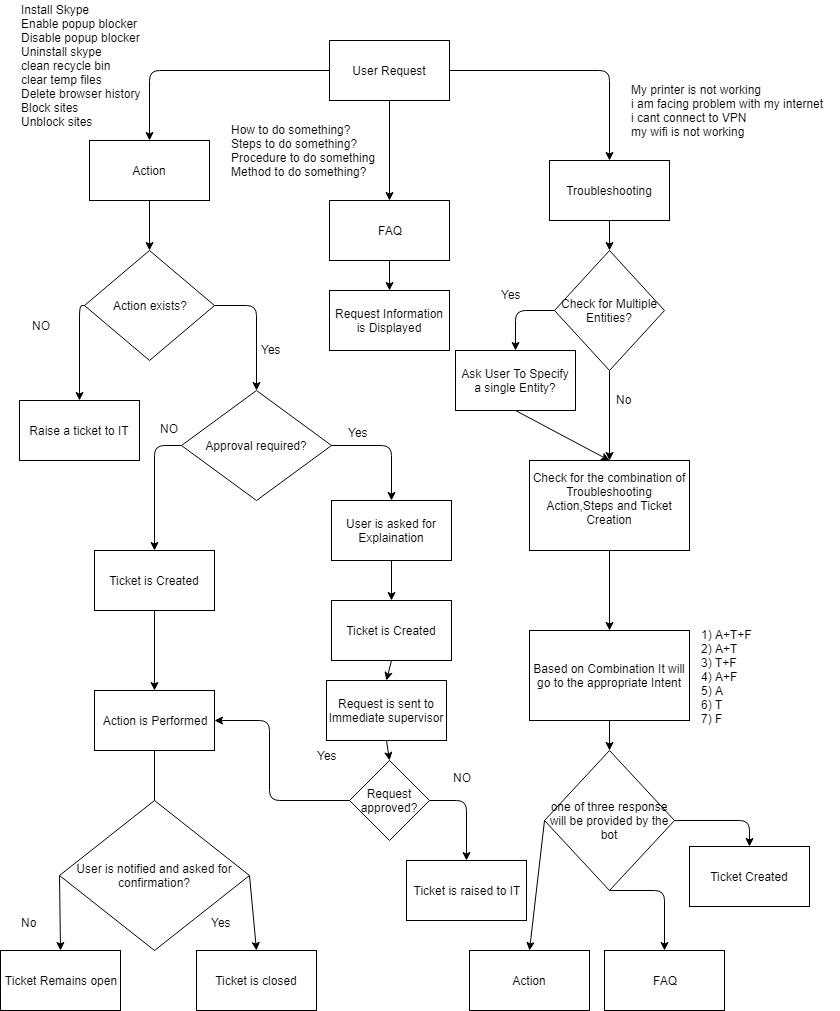 Install Skype
Enable popup blocker
Disable popup blocker
Uninstall skype
clean recycle bin
clear temp files
Delete browser history
Block sites
Unblock sites
User Request
My printer is not working
i am facing problem with my internet
i cant connect to VPN
my wifi is not working
How to do something?
Steps to do something?
Procedure to do something
Method to do something?
Action
Troubleshooting
FAQ
Action exists?
Request Information
is Displayed
Yes
Check for Multiple
Entities?
NO
Yes
Ask User To Specify
a single Entity?
No
Raise a ticket to IT
NO
Approval required?
Yes
Check for the combination of
Troubleshooting
Action,Steps and Ticket
Creation
User is asked for
Explaination
Ticket is Created
Ticket is Created
Based on Combination It will
go to the appropriate Intent
1) A+T+F
2) A+T
3) T+F
4) A+F
5) A
6) T
7) F
Action is Performed
Request is sent to
Immediate supervisor
Yes
Request
approved?
NO
one of three response
will be provided by the
bot
User is notified and asked for
confirmation?
Ticket is raised to IT
Ticket Created
No
Yes
Ticket Remains open
Ticket is closed
Action
FAQ